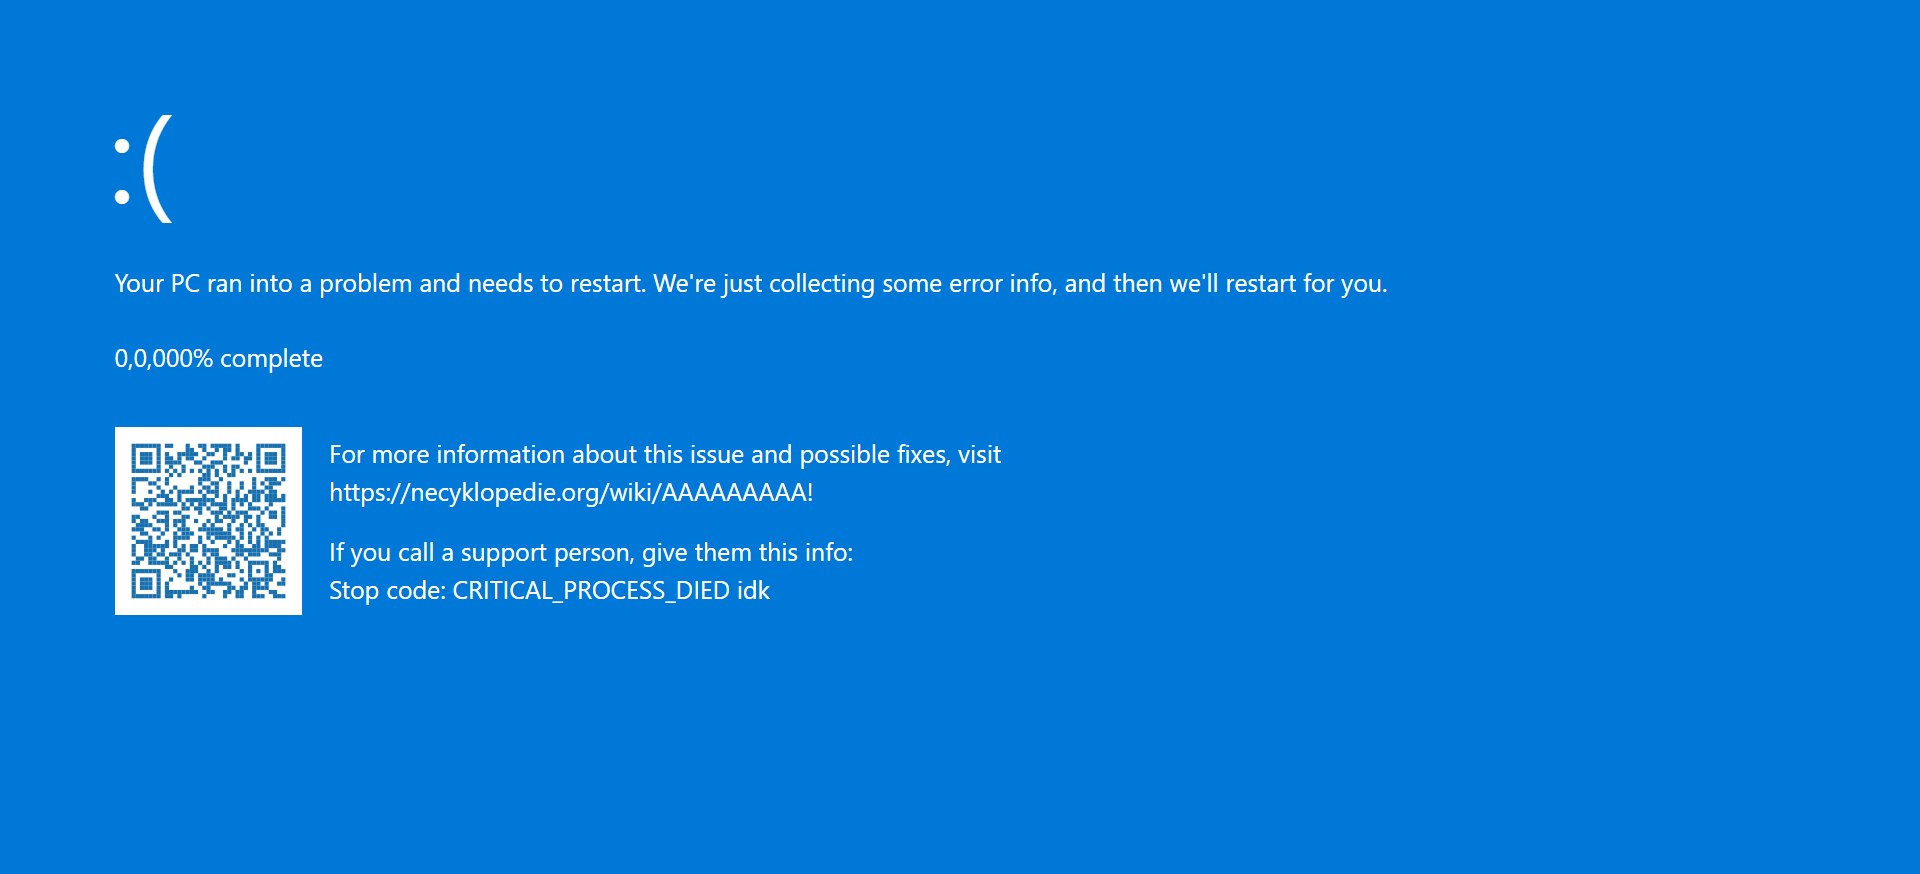 :(
Your PC ran into a problem and needs to restart. We're just collecting some error info, and then we'll restart for you.
0,0,000% complete
For more information about this issue and possible fixes, visit
https://necyklopedie.org/wiki/AAAAAAAAA!
If you call a support person, give them this info:
Stop code: CRITICAL_PROCESS_DIED idk